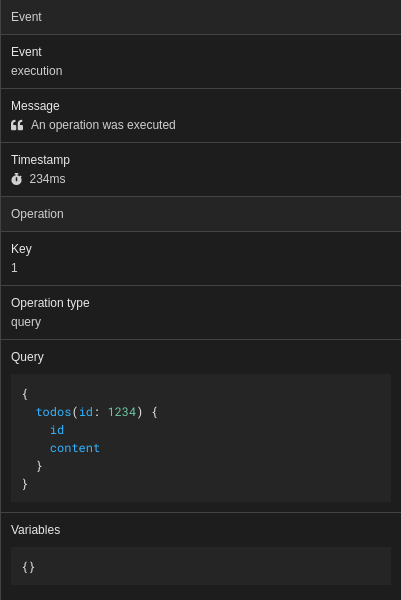 Event
Event
execution
Message
An operation was executed
Timestamp
234ms
Operation
Key
1
Operation type
query
Query
{
  todos(id: 1234) {
    id
    content
  }
}
Variables
{}